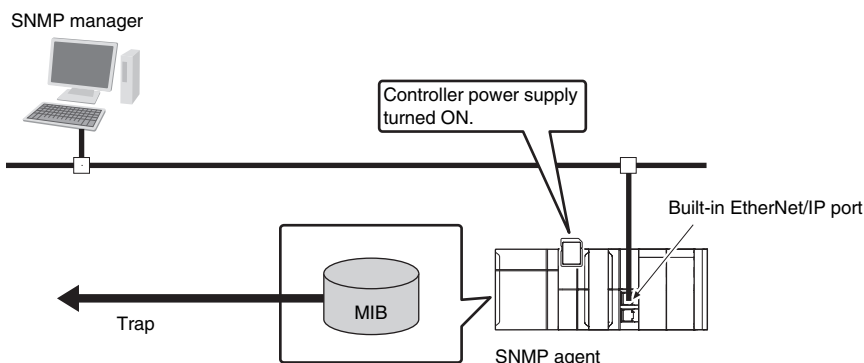 SNMP manager
Controller power supply
turned ON.
Built-in EtherNet/IP port
MIB
Trap
SNMP agent